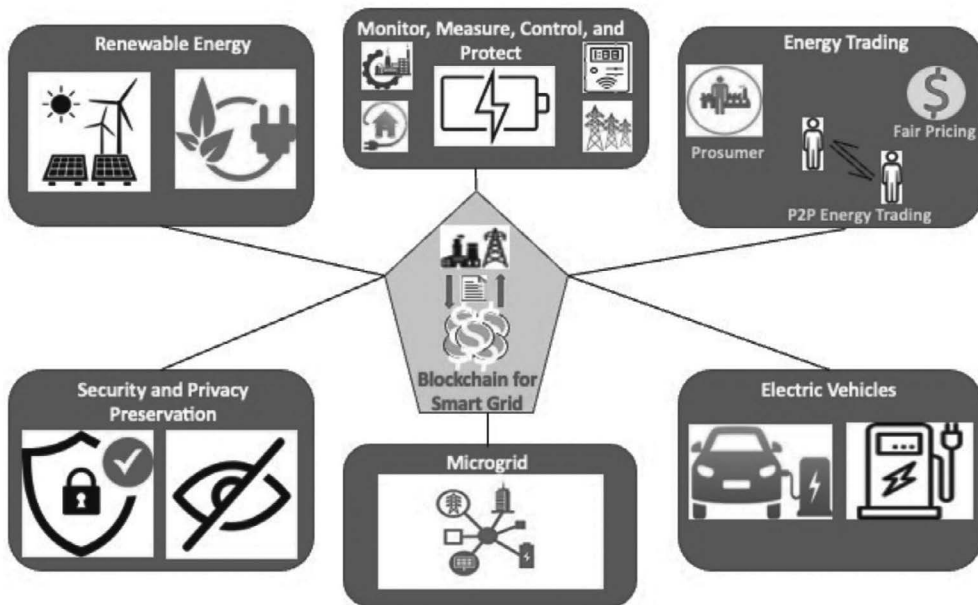 Renewable Energy
Monitor, Measure, Control, and
Protect
Energy Trading
Prosumer
Fair Pricing
P2P Energy Trading
Blockchain for
Smart Grid
Security and Privacy
Preservation
Microgrid
Electric Vehicles